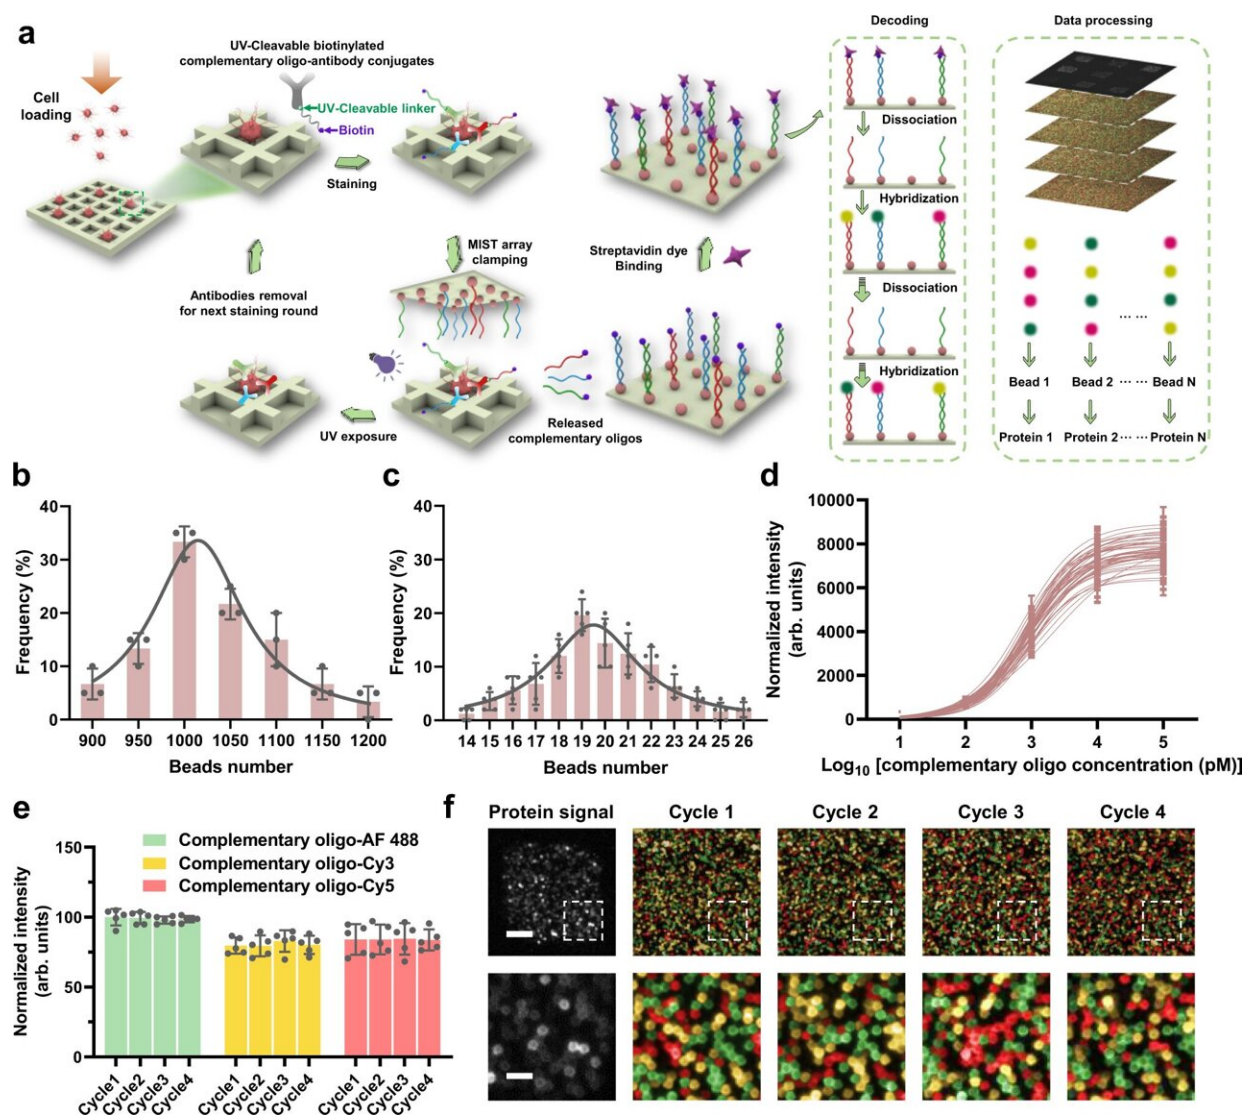 a
Cell
loading
UV-Cleavable biotinylated
complementary oligo-antibody conjugates
UV-Cleavable linker
Biotin
Staining
MIST array
clamping
Antibodies removal
for next staining round
UV exposure
Released
complementary oligos
Streptavidin dye
Binding
Decoding
Dissociation
Hybridization
Dissociation
Hybridization
Data processing
... ...
Bead 1 Bead 2 ... ... Bead N
Protein 1 Protein 2 ... ... Protein N
b
Frequency (%)
40
30
20
10
0
900 950 1000 1050 1100 1150 1200
Beads number
c
Frequency (%)
40
30
20
10
0
14 15 16 17 18 19 20 21 22 23 24 25 26
Beads number
d
Normalized intensity
(arb. units)
10000
8000
6000
4000
2000
0
1 2 3 4 5
Log10 [complementary oligo concentration (pM)]
e
Normalized intensity
(arb. units)
150
100
50
0
Complementary oligo-AF 488
Complementary oligo-Cy3
Complementary oligo-Cy5
Cycle1 Cycle2 Cycle3 Cycle4 Cycle1 Cycle2 Cycle3 Cycle4 Cycle1 Cycle2 Cycle3 Cycle4
f
Protein signal Cycle 1 Cycle 2 Cycle 3 Cycle 4